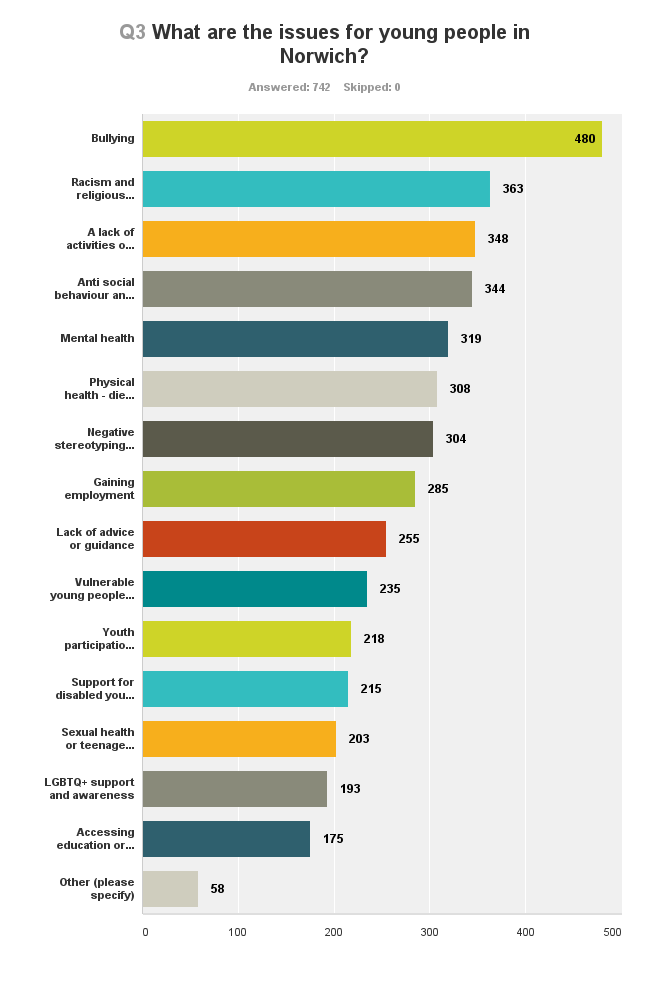 Q3 What are the issues for young people in
Norwich?
Answered: 742 Skipped: 0
Bullying
480
Racism and
religious...
363
A lack of
activities o...
348
Anti social
behaviour an...
344
Mental health
319
Physical
health - die...
308
Negative
stereotyping...
304
Gaining
employment
285
Lack of advice
or guidance
255
Vulnerable
young people...
235
Youth
participatio...
218
Support for
disabled you...
215
Sexual health
or teenage...
203
LGBTQ+ support
and awareness
193
Accessing
education or...
175
Other (please
specify)
58
0 100 200 300 400 500